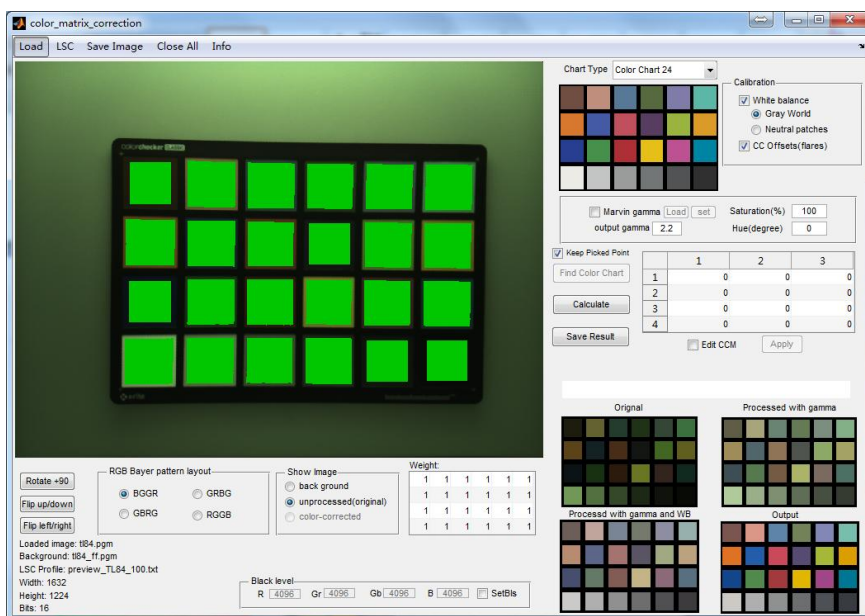 color_matrix_correction
Load LSC Save Image Close All Info
Chart Type Color Chart 24
Calibration
White balance
Gray World
Neutral patches
CC Offsets(flares)
Marvin gamma Load set Saturation(%) 100
output gamma 2.2 Hue(degree) 0
Keep Picked Point
Find Color Chart
Calculate
Save Result
1 2 3
1 0 0 0
2 0 0 0
3 0 0 0
4 0 0 0
Edit CCM Apply
Orignal Processed with gamma
Processd with gamma and WB Output
Rotate +90
Flip up/down
Flip left/right
RGB Bayer pattern layout
BGGR GRBG
GBRG RGGB
Show Image
back ground
unprocessed(original)
color-corrected
Weight:
1 1 1 1 1 1
1 1 1 1 1 1
1 1 1 1 1 1
1 1 1 1 1 1
Loaded image: tl84.pgm
Background: tl84_ff.pgm
LSC Profile: preview_TL84_100.txt
Width: 1632
Height: 1224
Bits: 16
Black level
R 4096 Gr 4096 Gb 4096 B 4096 SetBls